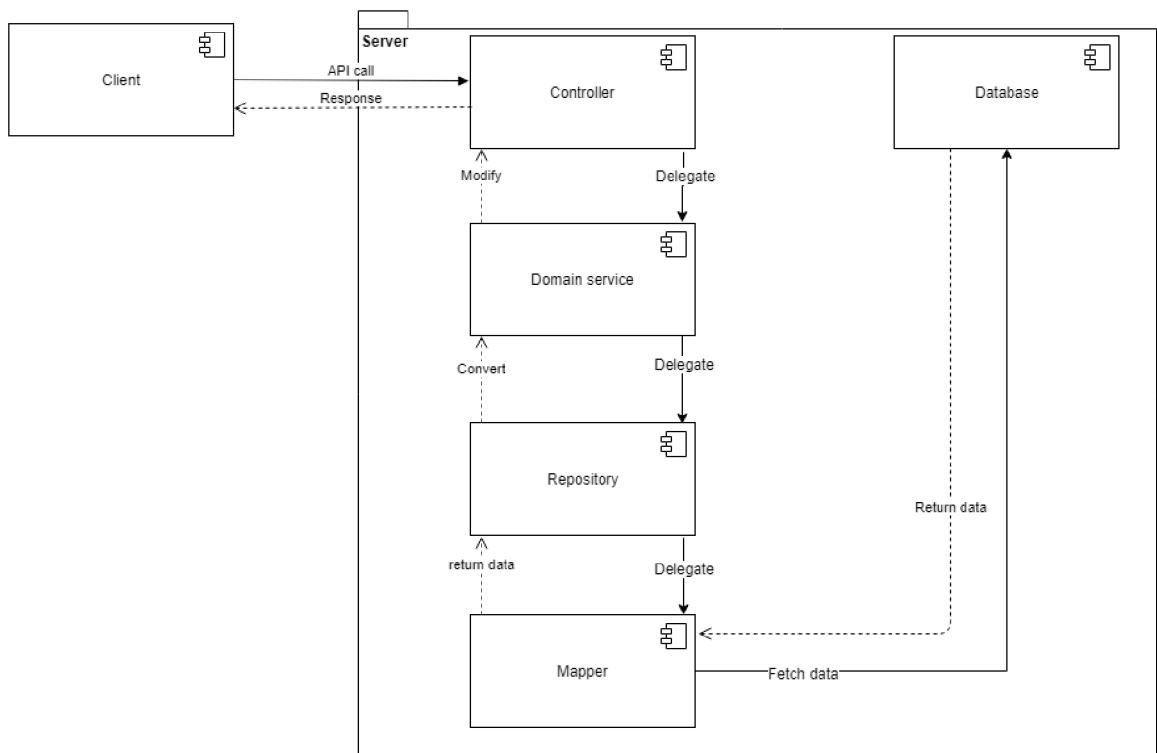 Server
Client
API call
Response
Controller
Database
Modify
Delegate
Domain service
Convert
Delegate
Repository
Return data
return data
Delegate
Mapper
Fetch data